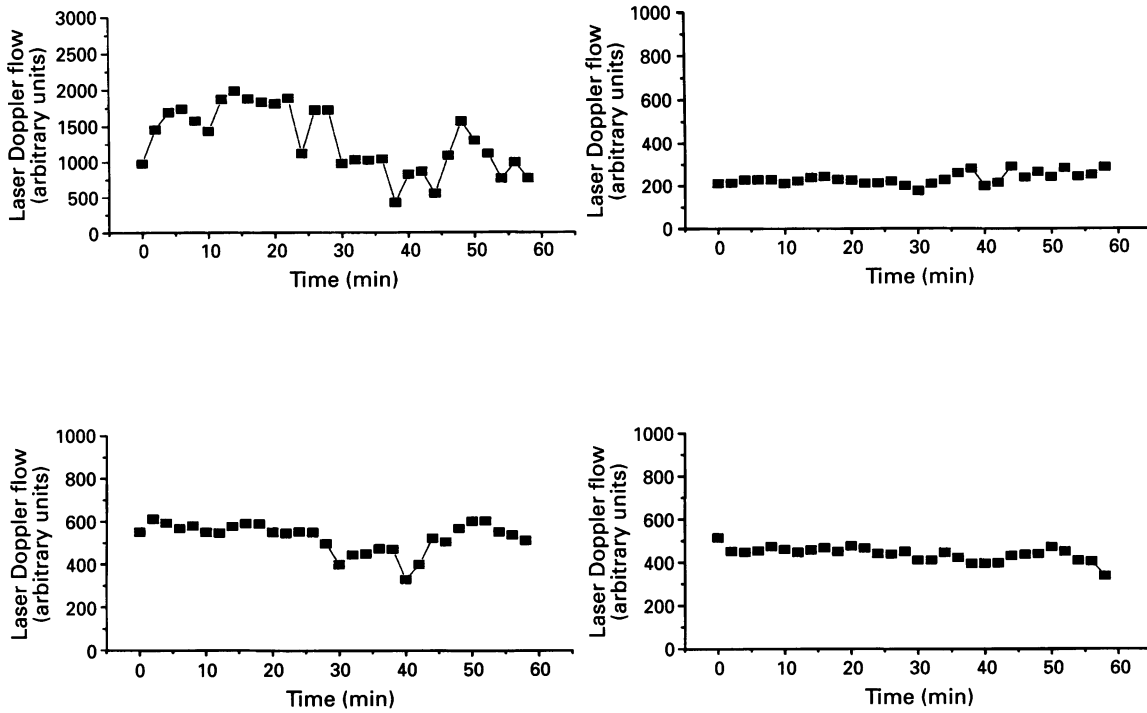 3000
2500
2000
1500
1000
500
0
Laser Doppler flow
(arbitrary units)
0 10 20 30 40 50 60
Time (min)
1000
800
600
400
200
0
Laser Doppler flow
(arbitrary units)
0 10 20 30 40 50 60
Time (min)
1000
800
600
400
200
0
Laser Doppler flow
(arbitrary units)
0 10 20 30 40 50 60
Time (min)
1000
800
600
400
200
0
Laser Doppler flow
(arbitrary units)
0 10 20 30 40 50 60
Time (min)